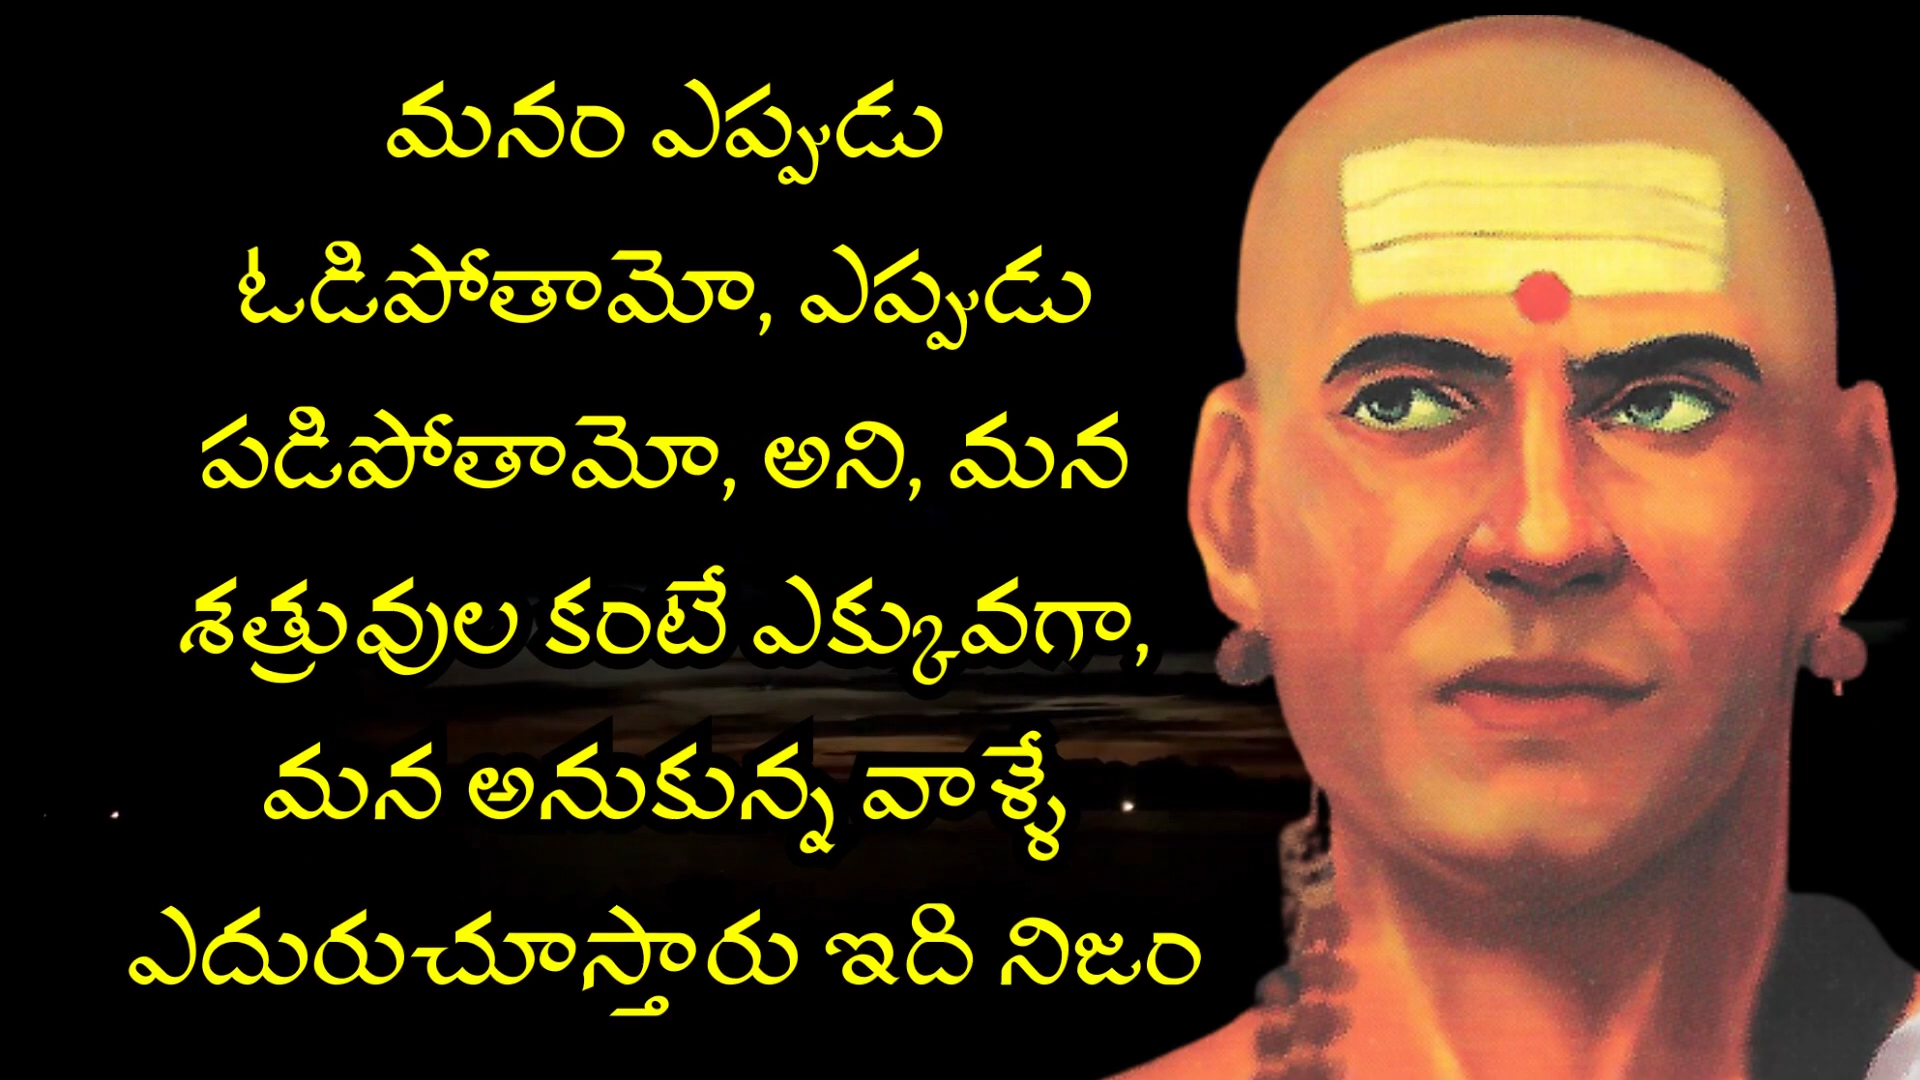 మనం ఎప్పుడు
ఓడిపోతామో, ఎప్పుడు
పడిపోతామో, అని, మన
శత్రువుల కంటే ఎక్కువగా,
మన అనుకున్న వాళ్ళే
ఎదురుచూస్తారు ఇది నిజం